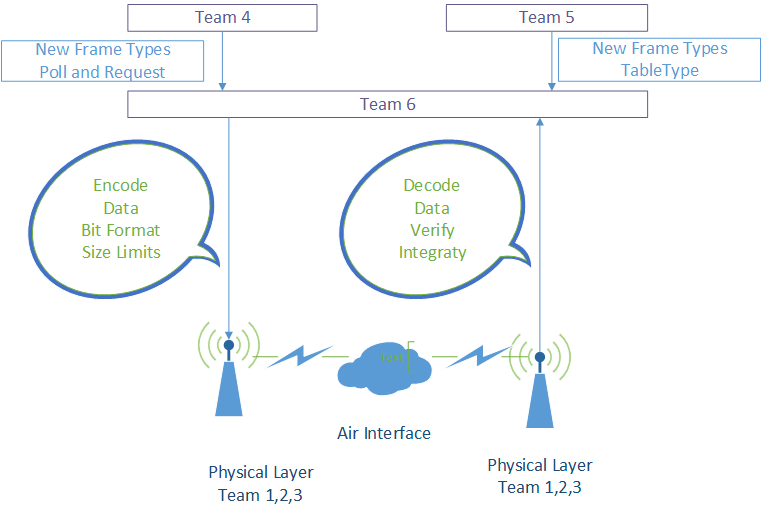 Team 4
Team 5
New Frame Types
Poll and Request
New Frame Types
TableType
Team 6
Encode
Data
Bit Format
Size Limits
Decode
Data
Verify
Integraty
Air Interface
Physical Layer
Team 1,2,3
Physical Layer
Team 1,2,3